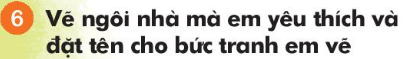 6 Vẽ ngôi nhà mà em yêu thích và
đặt tên cho bức tranh em vẽ